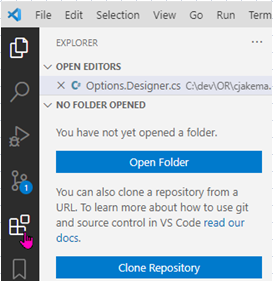 File Edit Selection View Go
EXPLORER
OPEN EDITORS
Options.Designer.cs C:\dev\OR\cjakema...
NO FOLDER OPENED
You have not yet opened a folder.
Open Folder
You can also clone a repository from a
URL. To learn more about how to use git
and source control in VS Code read our
docs.
1
Clone Repository